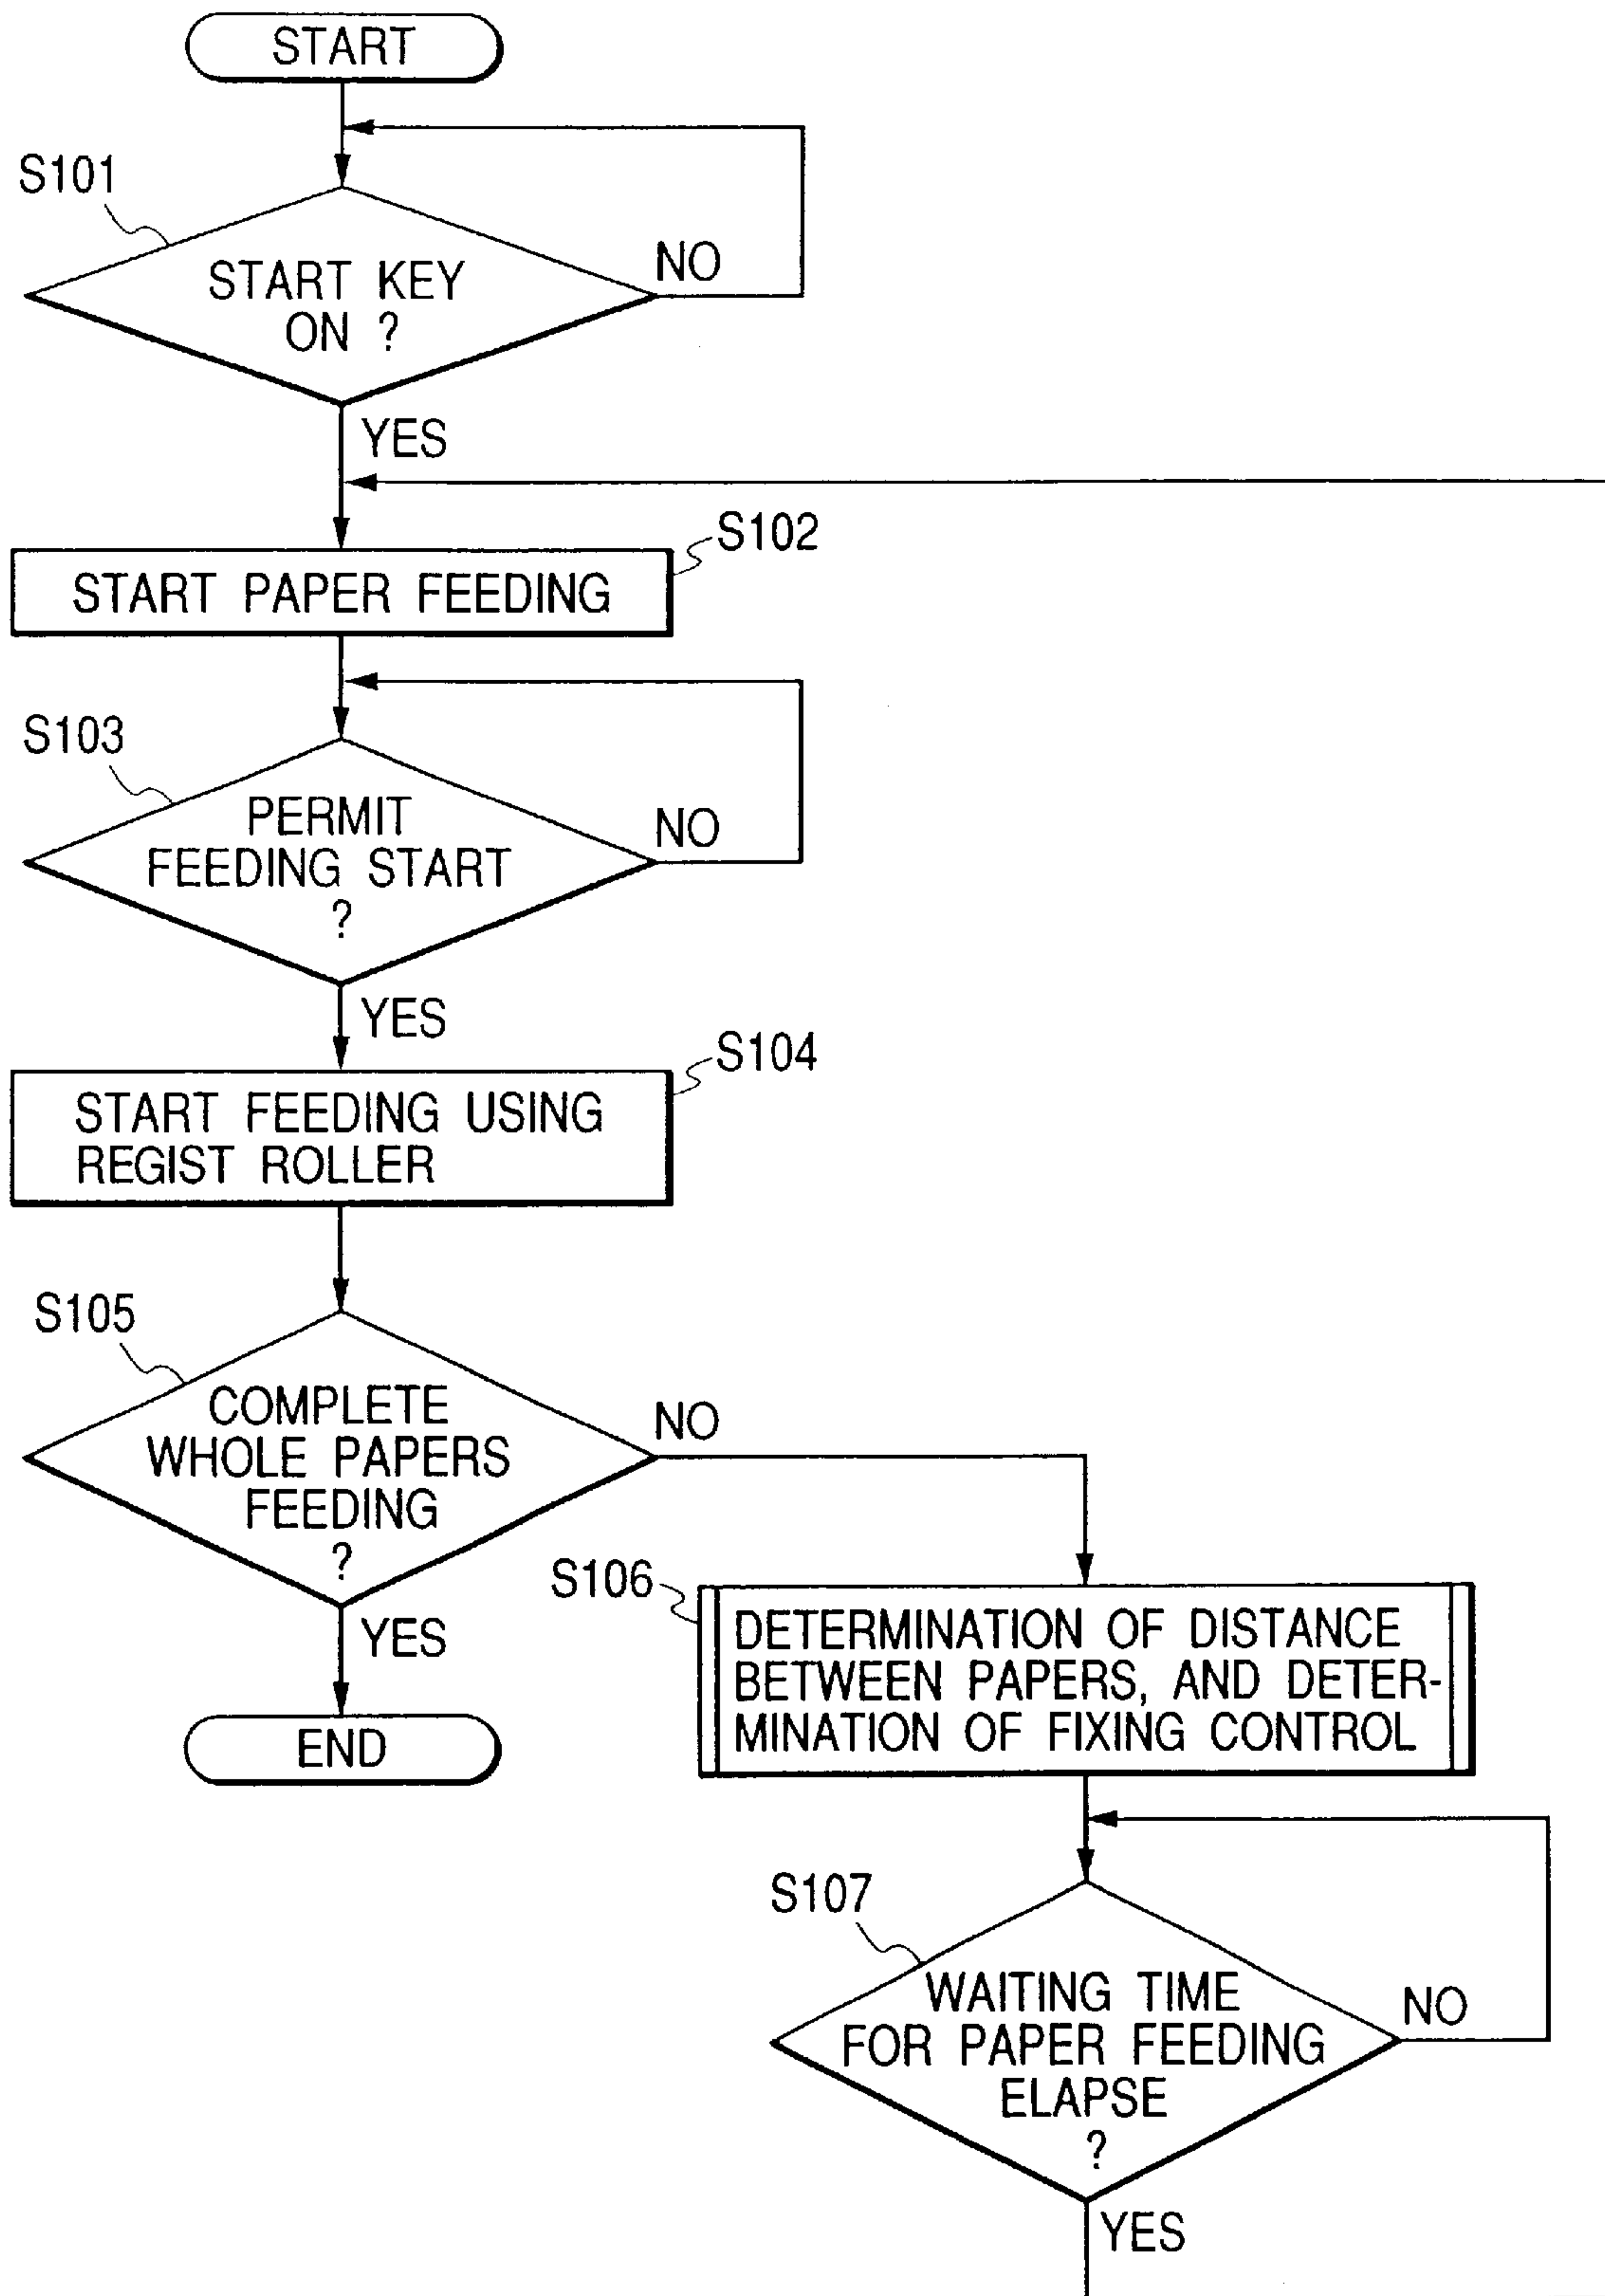 START
S101
START KEY
ON ?
NO
YES
S102
START PAPER FEEDING
S103
PERMIT
FEEDING START
?
NO
YES
S104
START FEEDING USING
REGIST ROLLER
S105
COMPLETE
WHOLE PAPERS
FEEDING
?
NO
YES
END
S106
DETERMINATION OF DISTANCE
BETWEEN PAPERS, AND DETER-
MINATION OF FIXING CONTROL
S107
WAITING TIME
FOR PAPER FEEDING
ELAPSE
?
NO
YES